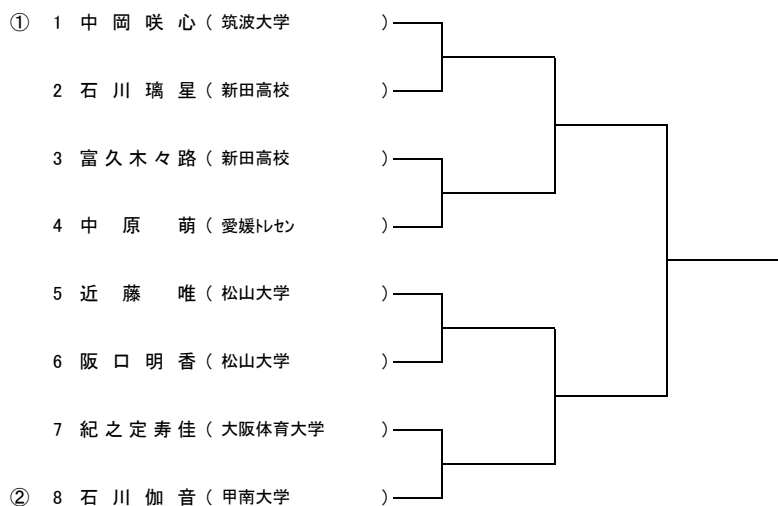 ① 1 中岡咲心(筑波大学)
2 石川璃星(新田高校)
3 富久木々路(新田高校)
4 中原萌(愛媛トレセン)
5 近藤唯(松山大学)
6 阪口明香(松山大学)
7 紀之定寿佳(大阪体育大学)
② 8 石川伽音(甲南大学)